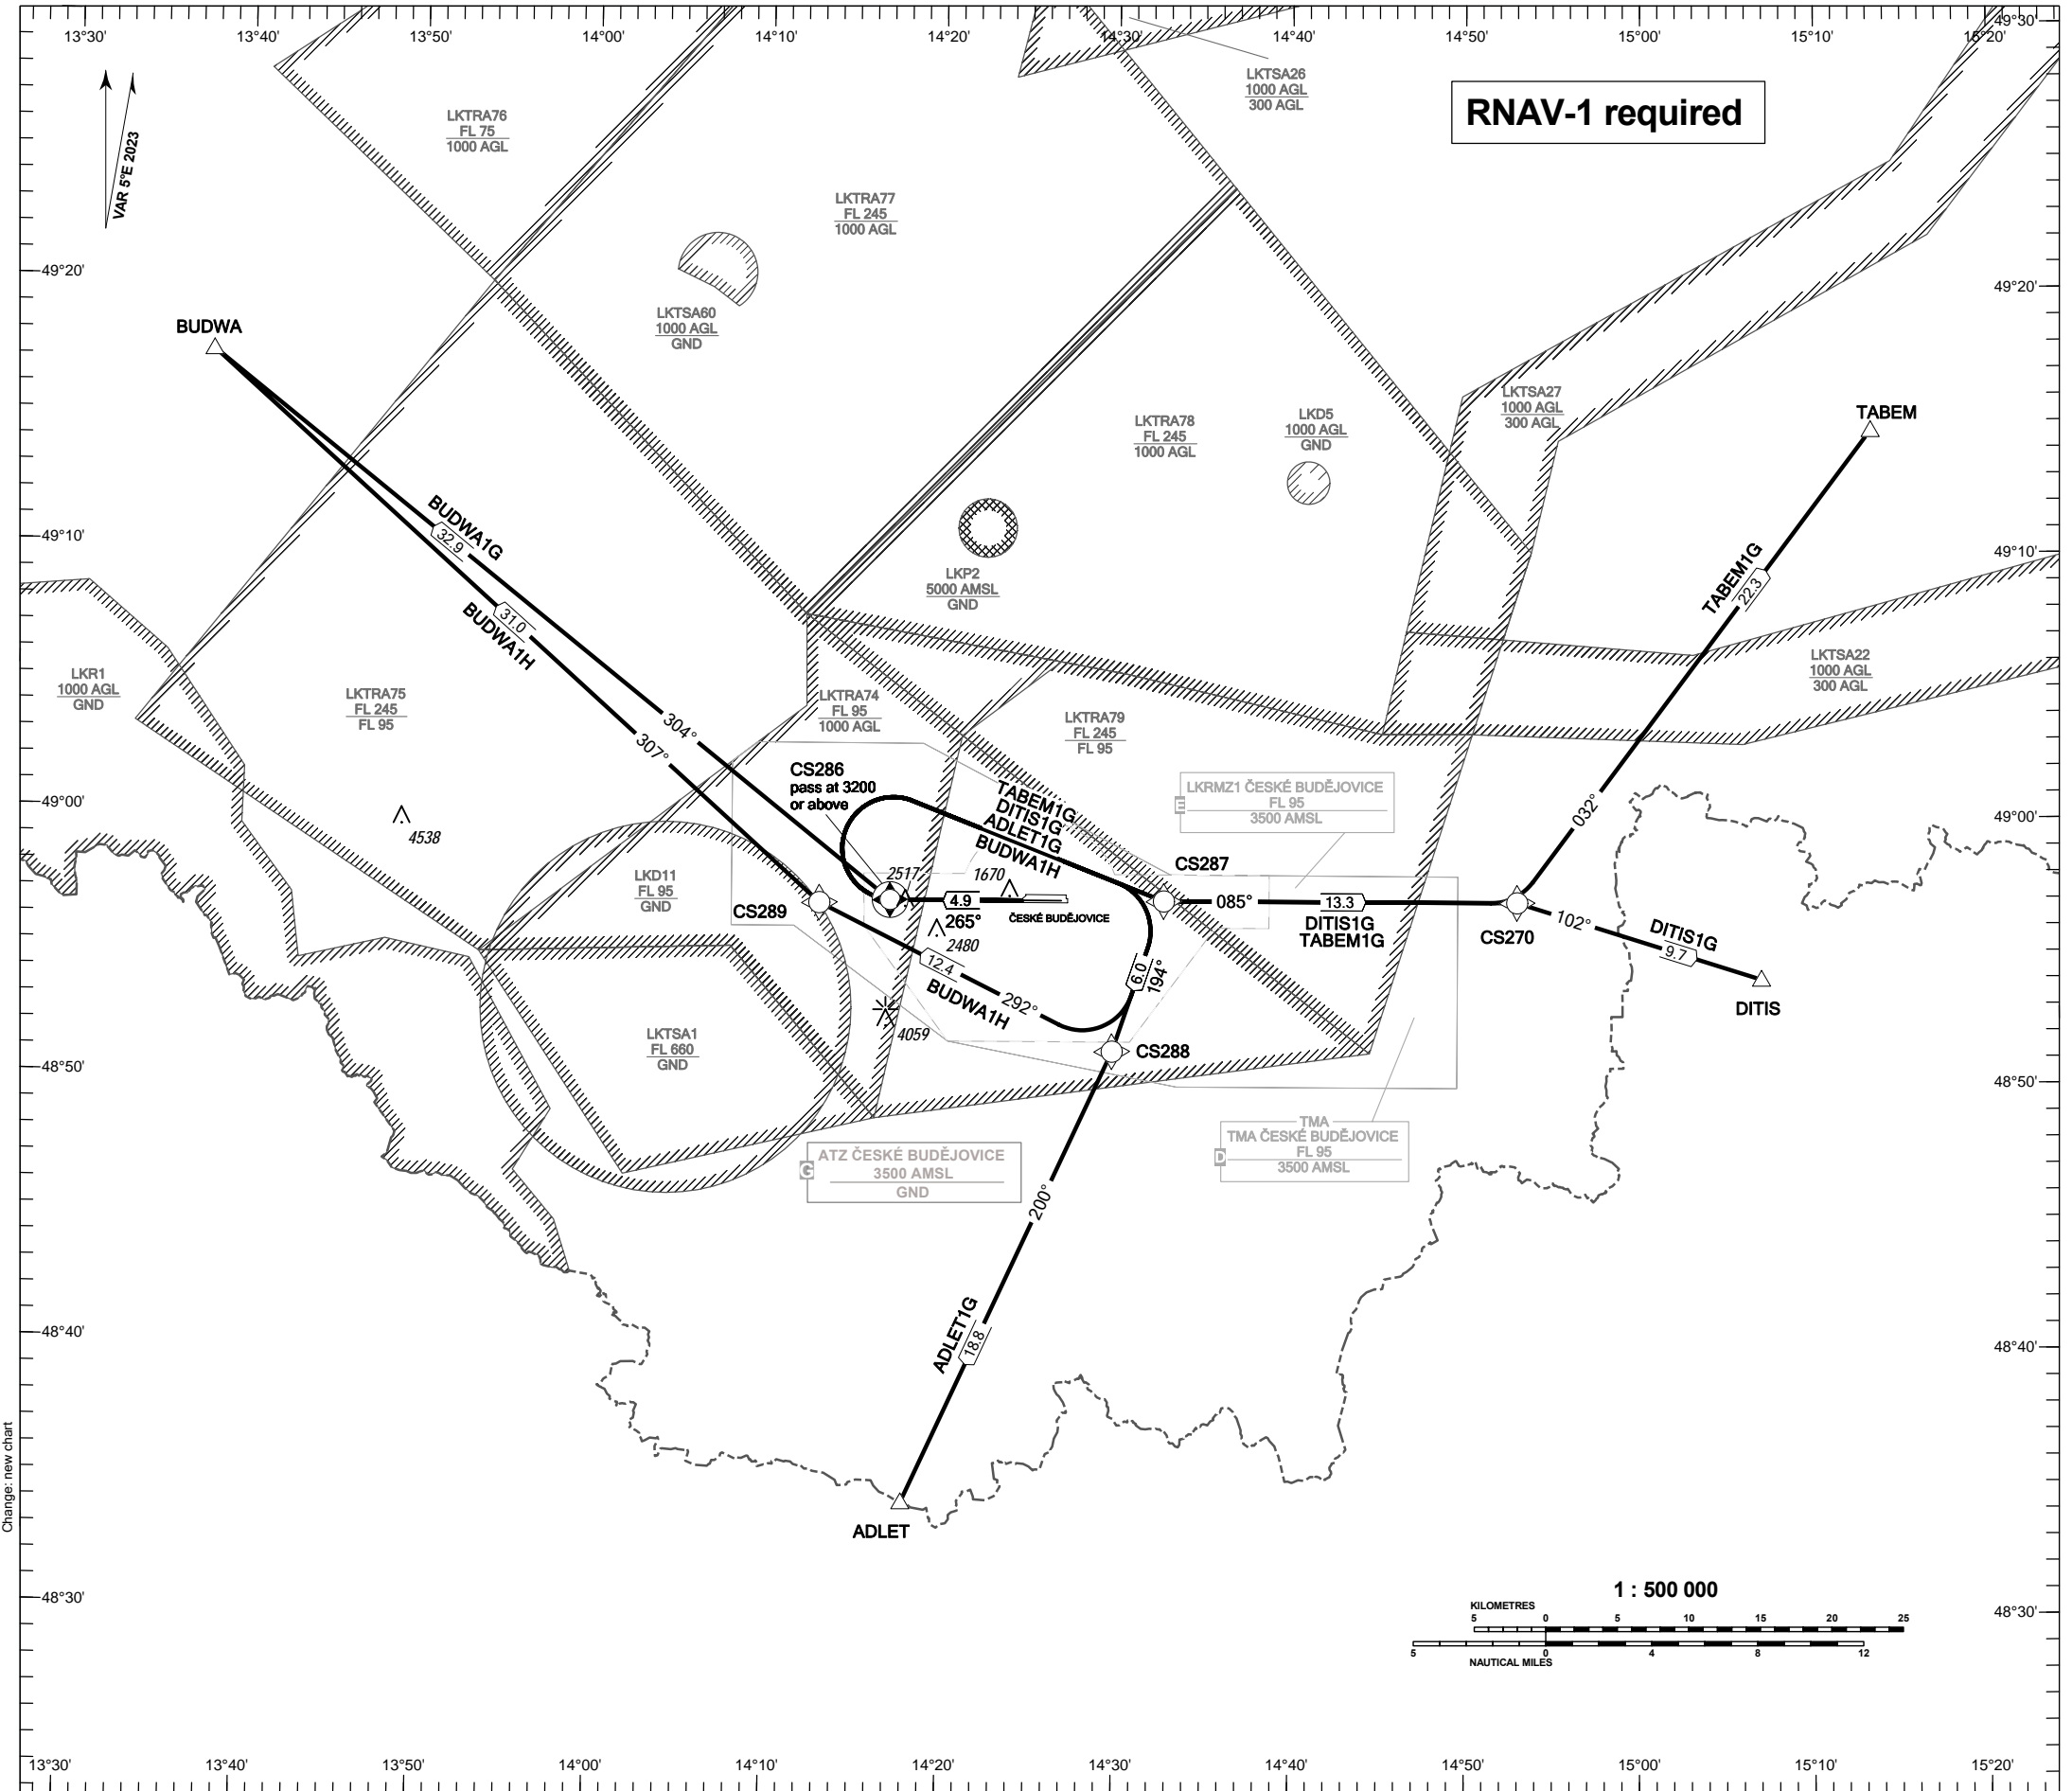 13°30'
13°40'
13°50'
14°00'
14°10'
14°20'
14°30'
14°40'
14°50'
15°00'
15°10'
15°20'
49°30'
VAR 5°E 2023
LKTRA76
FL 75
1000 AGL
LKTSA26
1000 AGL
300 AGL
RNAV-1 required
LKTRA77
FL 245
1000 AGL
49°20'
49°20'
LKTSA60
1000 AGL
GND
BUDWA
LKTSA27
1000 AGL
300 AGL
TABEM
LKTRA78
FL 245
1000 AGL
LKD5
1000 AGL
GND
BUDWA1G
32.9
49°10'
49°10'
LKP2
5000 AMSL
GND
TABEM1G
22.3
31.0
BUDWA1H
LKR1
1000 AGL
GND
LKTRA75
FL 245
FL 95
LKTRA74
FL 95
1000 AGL
LKTRA79
FL 245
FL 95
LKTSA22
1000 AGL
300 AGL
304°
307°
CS286
pass at 3200
or above
TABEM1G
DITIS1G
ADLET1G
BUDWA1H
LKRMZ1 ČESKÉ BUDĚJOVICE
FL 95
3500 AMSL
E
032°
49°00'
49°00'
4538
CS287
LKD11
FL 95
GND
2517
1670
CS289
4.9
265°
ČESKÉ BUDĚJOVICE
085°
13.3
DITIS1G
TABEM1G
CS270
102°
DITIS1G
9.7
DITIS
2480
12.4
BUDWA1H
292°
6.0
194°
4059
CS288
LKTSA1
FL 660
GND
48°50'
48°50'
TMA
TMA ČESKÉ BUDĚJOVICE
FL 95
3500 AMSL
D
ATZ ČESKÉ BUDĚJOVICE
3500 AMSL
GND
G
200°
ADLET1G
18.8
48°40'
48°40'
Change: new chart
ADLET
48°30'
48°30'
1 : 500 000
KILOMETRES
5 0 5 10 15 20 25
5 0 4 8 12
NAUTICAL MILES
13°30'
13°40'
13°50'
14°00'
14°10'
14°20'
14°30'
14°40'
14°50'
15°00'
15°10'
15°20'